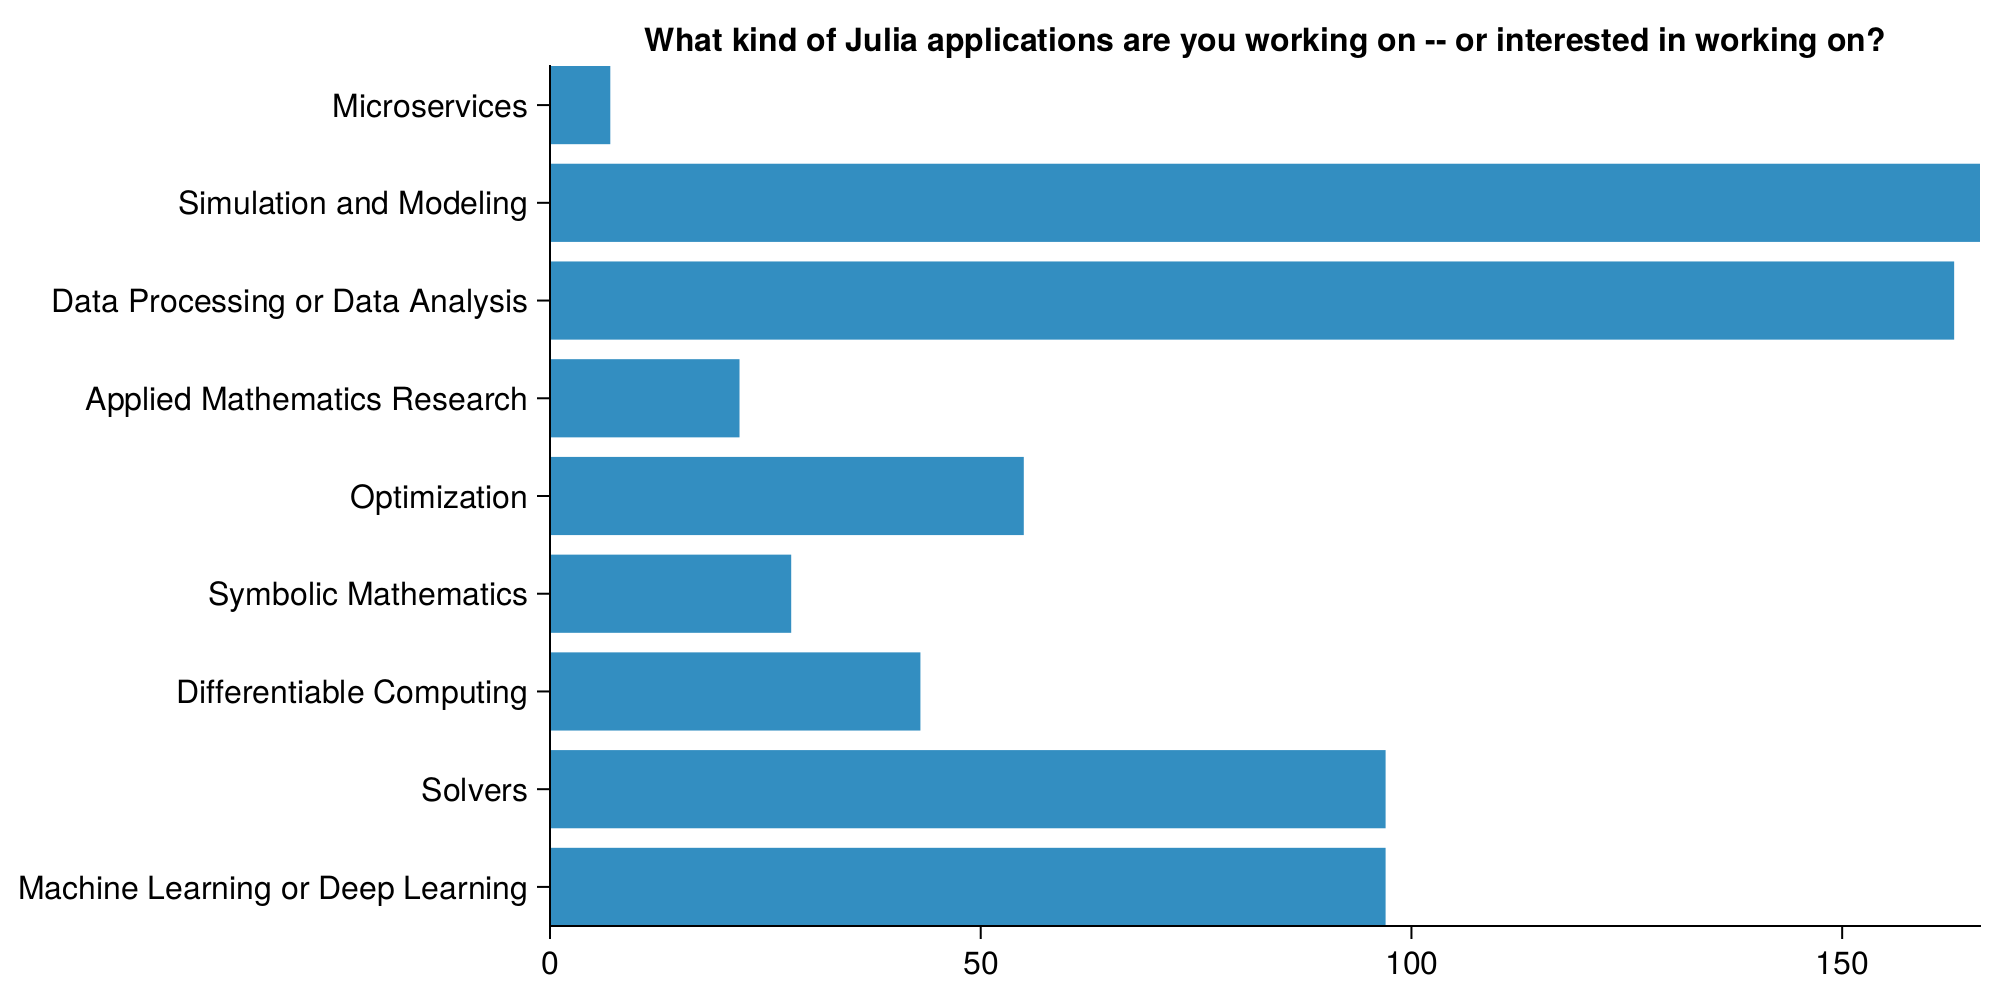 What kind of Julia applications are you working on -- or interested in working on?
Microservices
Simulation and Modeling
Data Processing or Data Analysis
Applied Mathematics Research
Optimization
Symbolic Mathematics
Differentiable Computing
Solvers
Machine Learning or Deep Learning
0 50 100 150